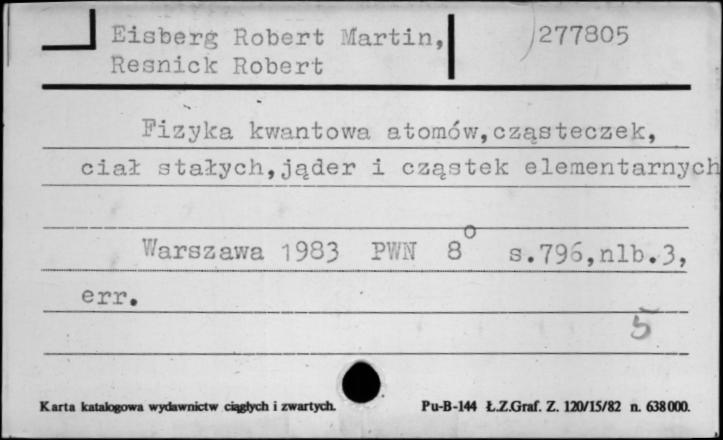 Eisberg Robert Martin, 277805
Resnick Robert
Fizyka kwantowa atomów,cząsteczek,
ciał stałych,jąder i cząstek elementarnych
Warszawa 1983 PWN 8° s.796,nlb.3,
err.
5
Karta katalogowa wydawnictw ciągłych i zwartych. Pu-B-144 Ł.Z.Graf. Z. 120/15/82 n. 638000.